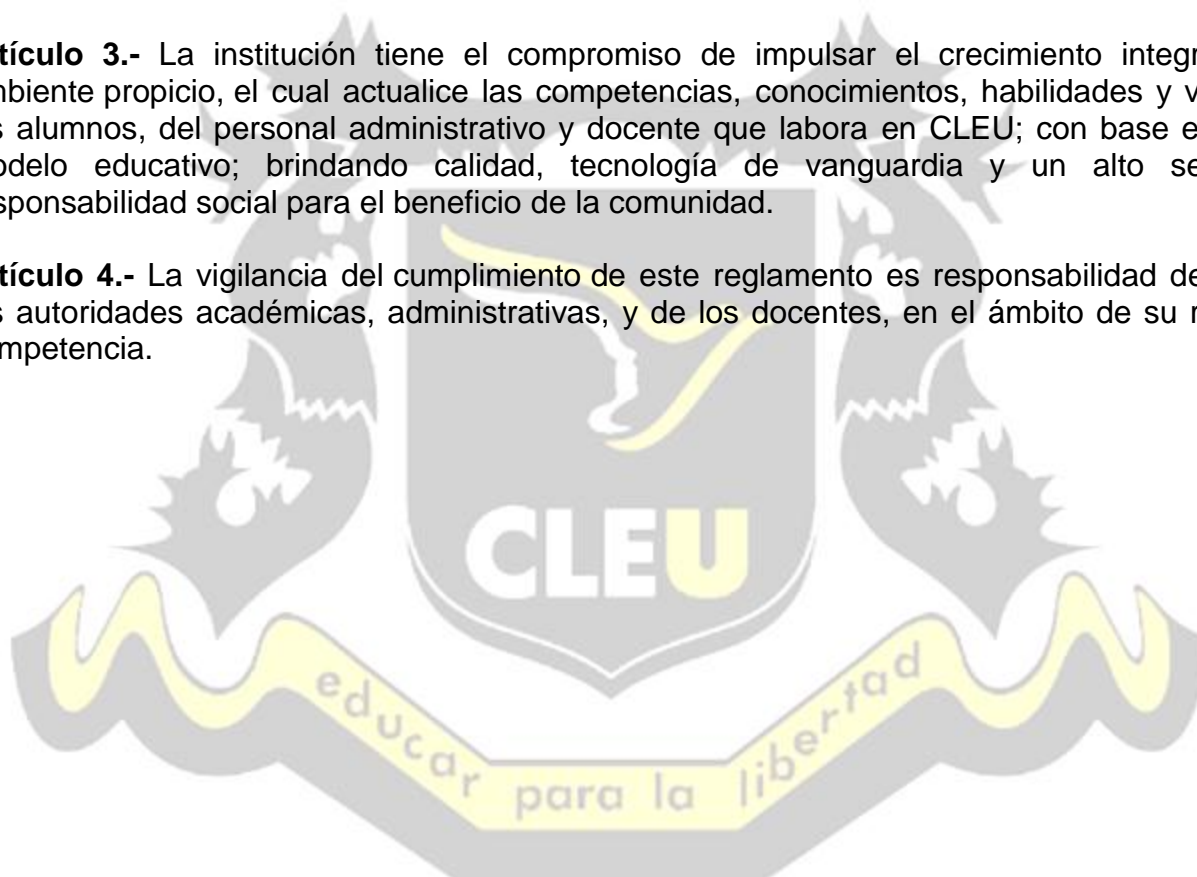 tículo 3.- La institución tiene el compromiso de impulsar el crecimiento integr
nbiente propicio, el cual actualice las competencias, conocimientos, habilidades y v
s alumnos, del personal administrativo y docente que labora en CLEU; con base e
odelo educativo; brindando calidad, tecnología de vanguardia y un alto se
sponsabilidad social para el beneficio de la comunidad.
tículo 4.- La vigilancia del cumplimiento de este reglamento es responsabilidad de
s autoridades académicas, administrativas, y de los docentes, en el ámbito de su r
mpetencia.
CLEU
educar para la libertad